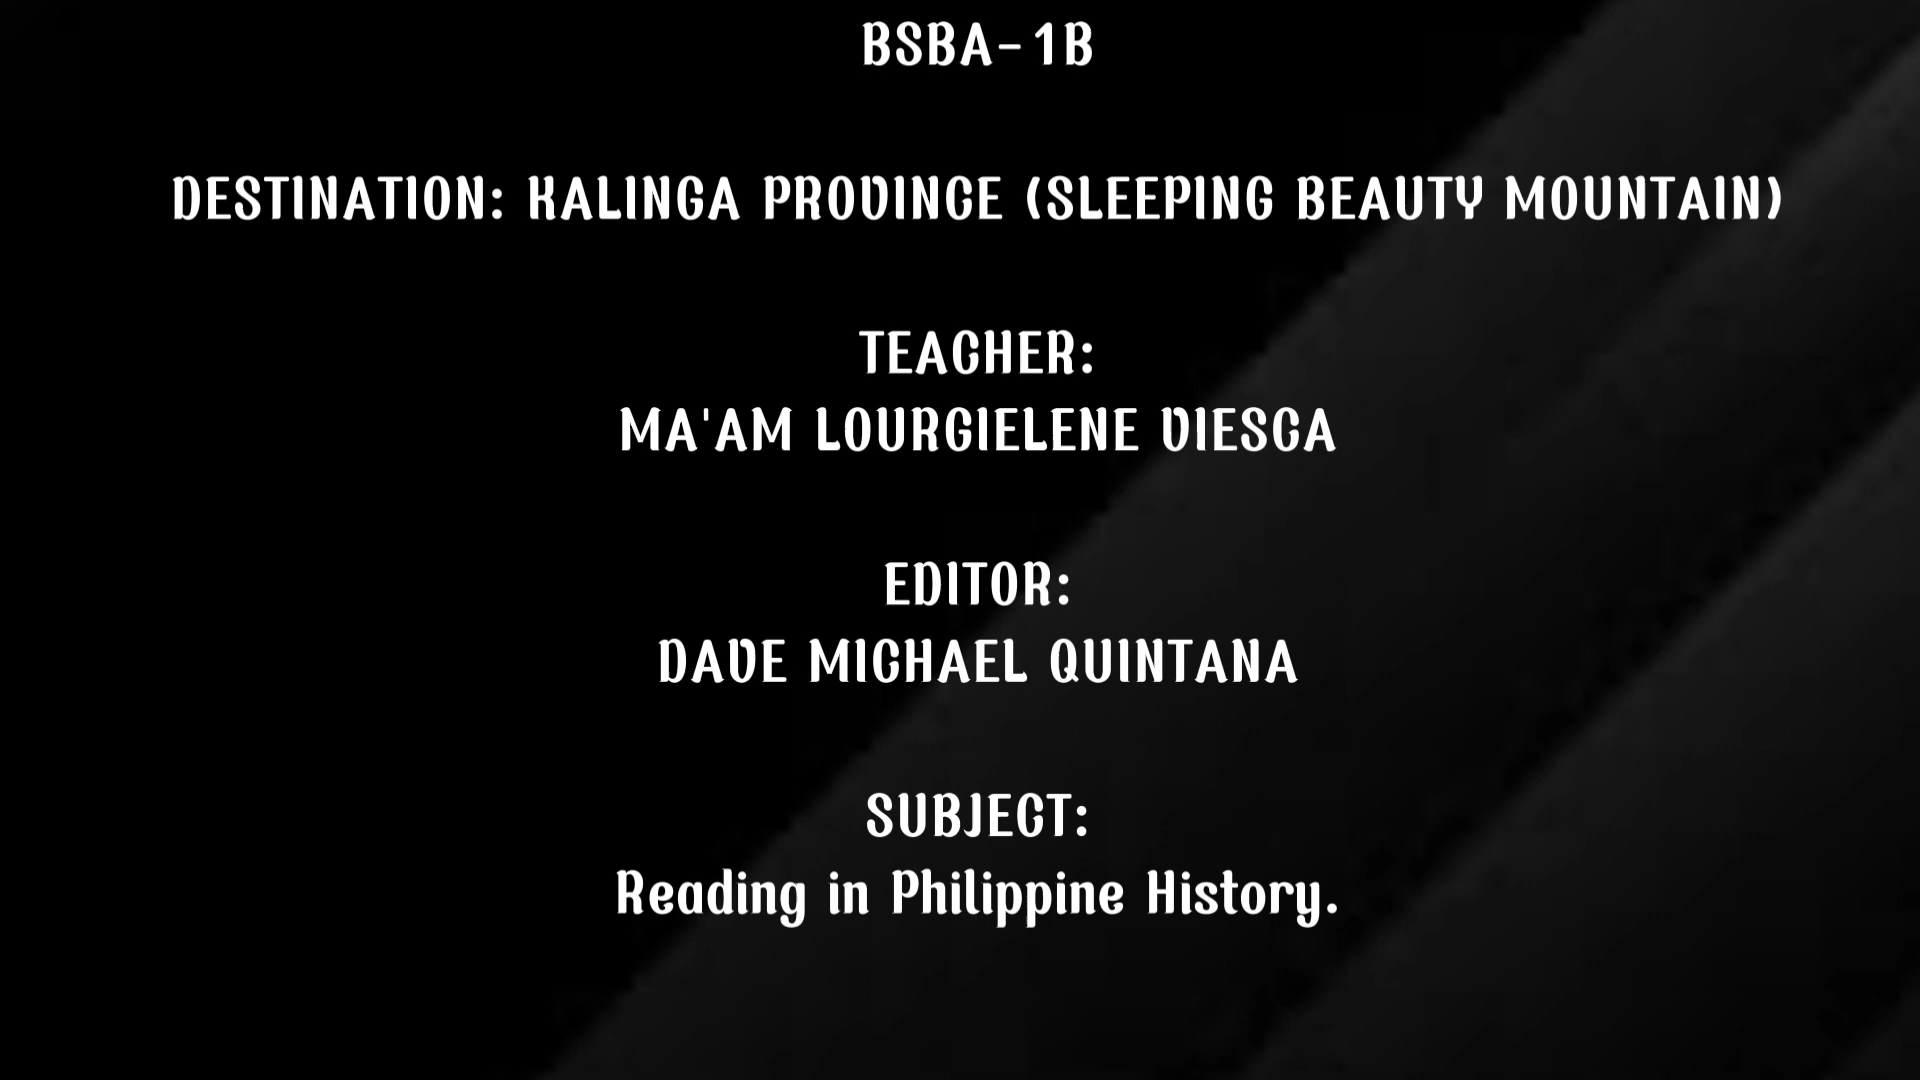 BSBA-1B
DESTINATION: KALINGA PROVINCE (SLEEPING BEAUTY MOUNTAIN)
TEACHER:
MA'AM LOURGIELENE VIESCA
EDITOR:
DAVE MICHAEL QUINTANA
SUBJECT:
Reading in Philippine History.